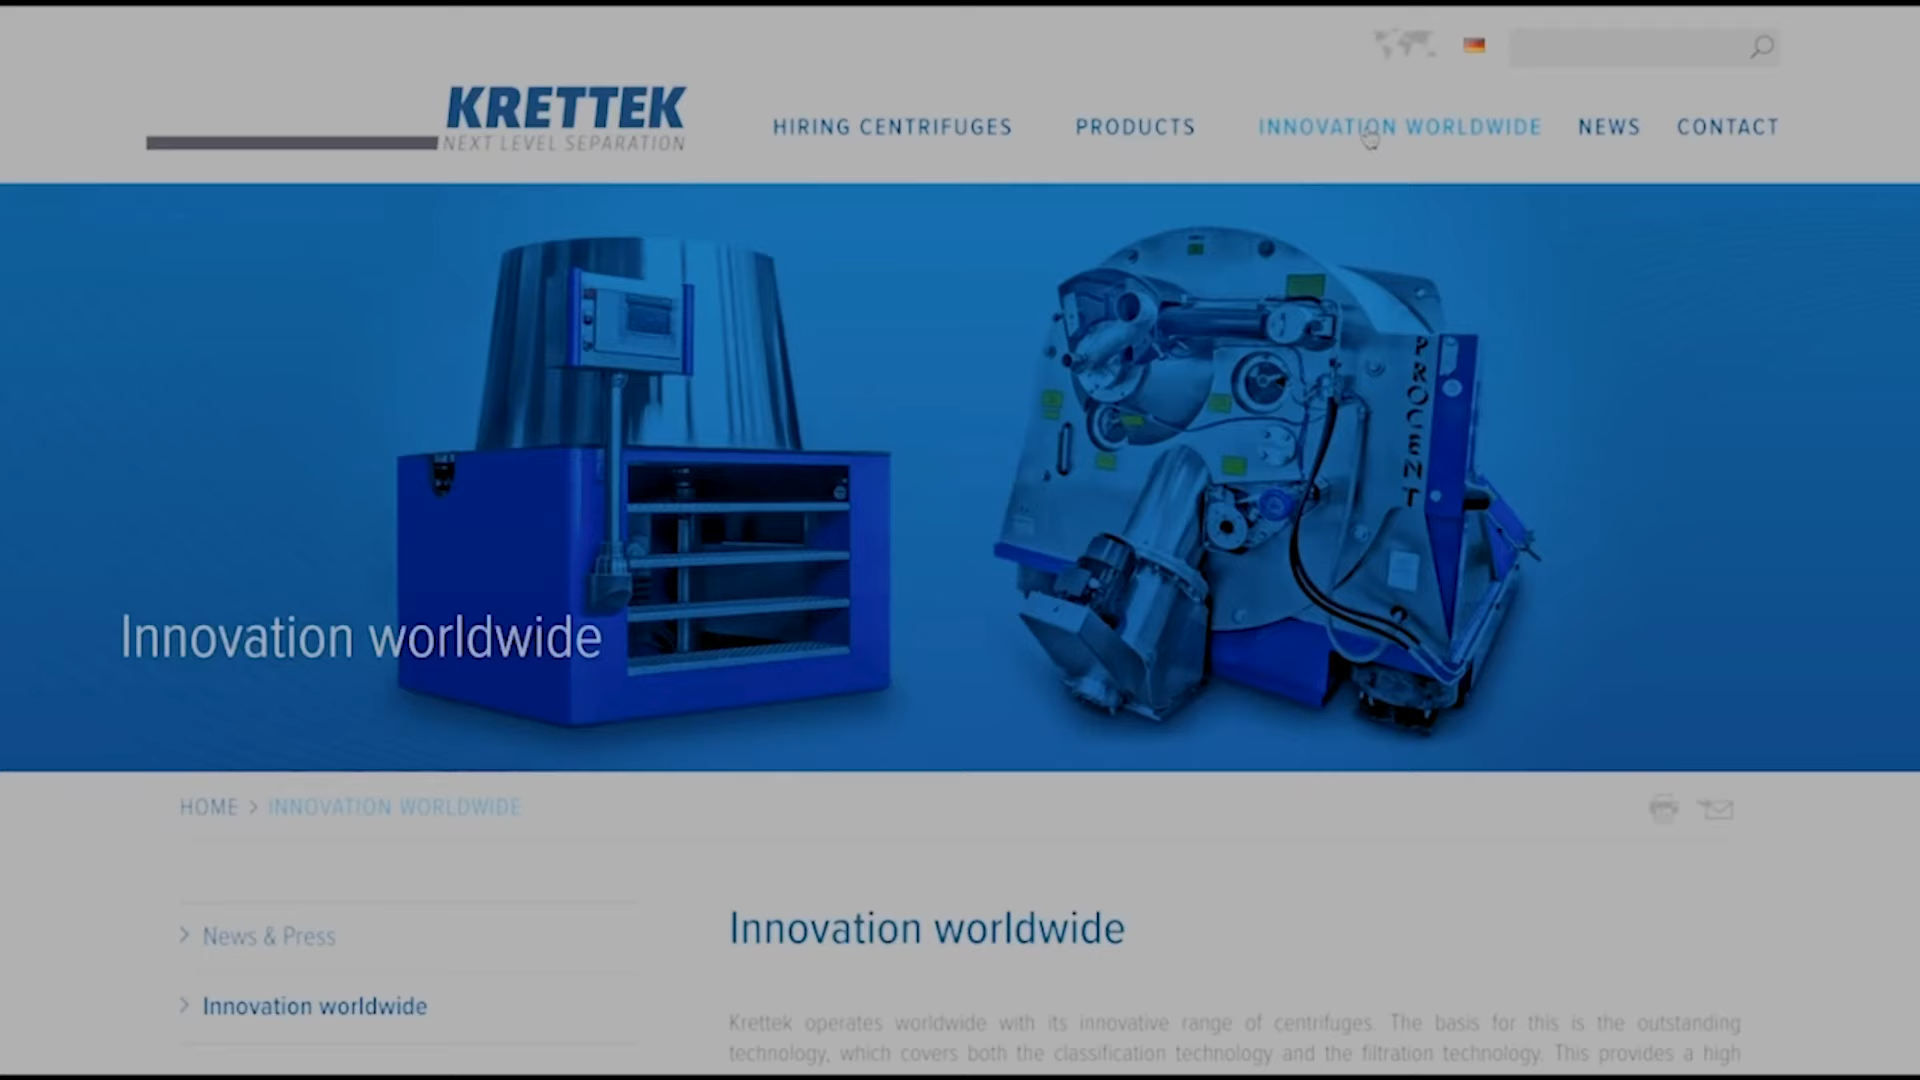 KRETTEK
NEXT LEVEL SEPARATION
HIRING CENTRIFUGES
PRODUCTS
INNOVATION WORLDWIDE
NEWS
CONTACT
PROCENT
Innovation worldwide
HOME > INNOVATION WORLDWIDE
> News & Press
> Innovation worldwide
Innovation worldwide
Krettek operates worldwide with its innovative range of centrifuges. The basis for this is the outstanding
technology, which covers both the classification technology and the filtration technology. This provides a high